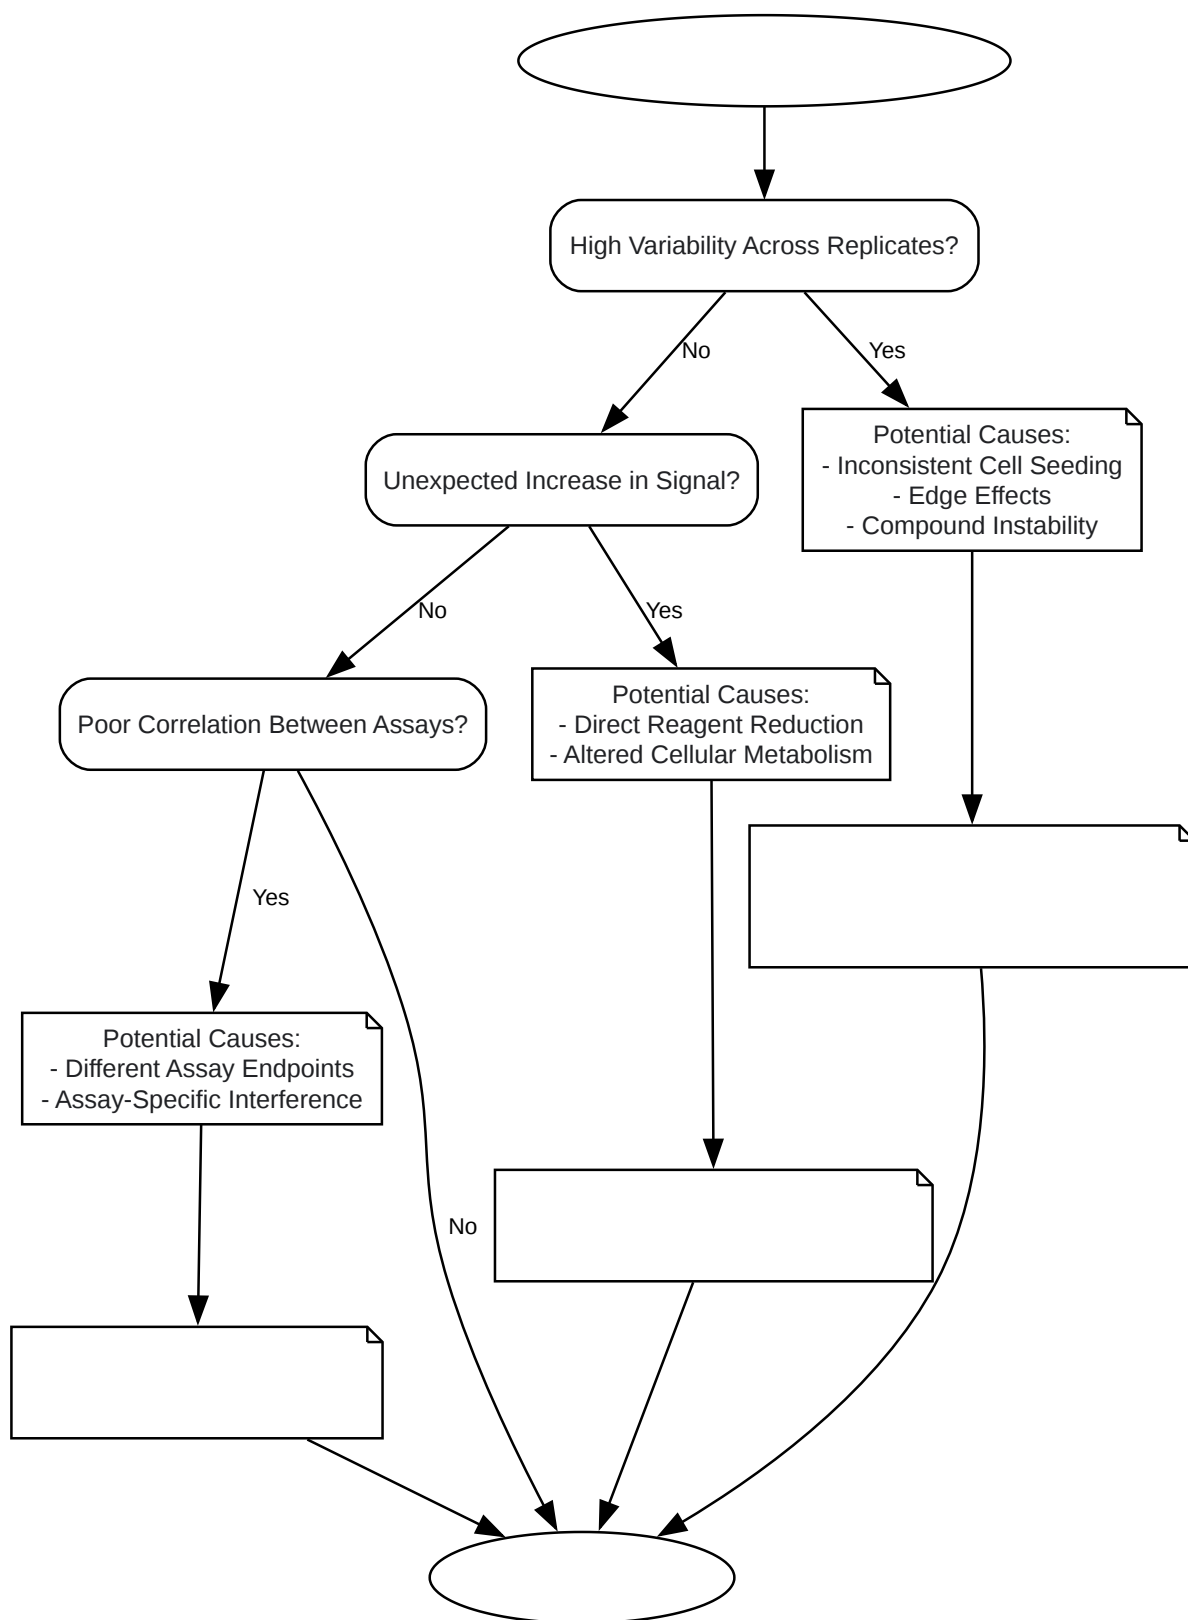 High Variability Across Replicates?
No
Yes
Potential Causes:
- Inconsistent Cell Seeding
- Edge Effects
- Compound Instability
Unexpected Increase in Signal?
No
Yes
Potential Causes:
- Direct Reagent Reduction
- Altered Cellular Metabolism
Poor Correlation Between Assays?
Yes
No
Potential Causes:
- Different Assay Endpoints
- Assay-Specific Interference